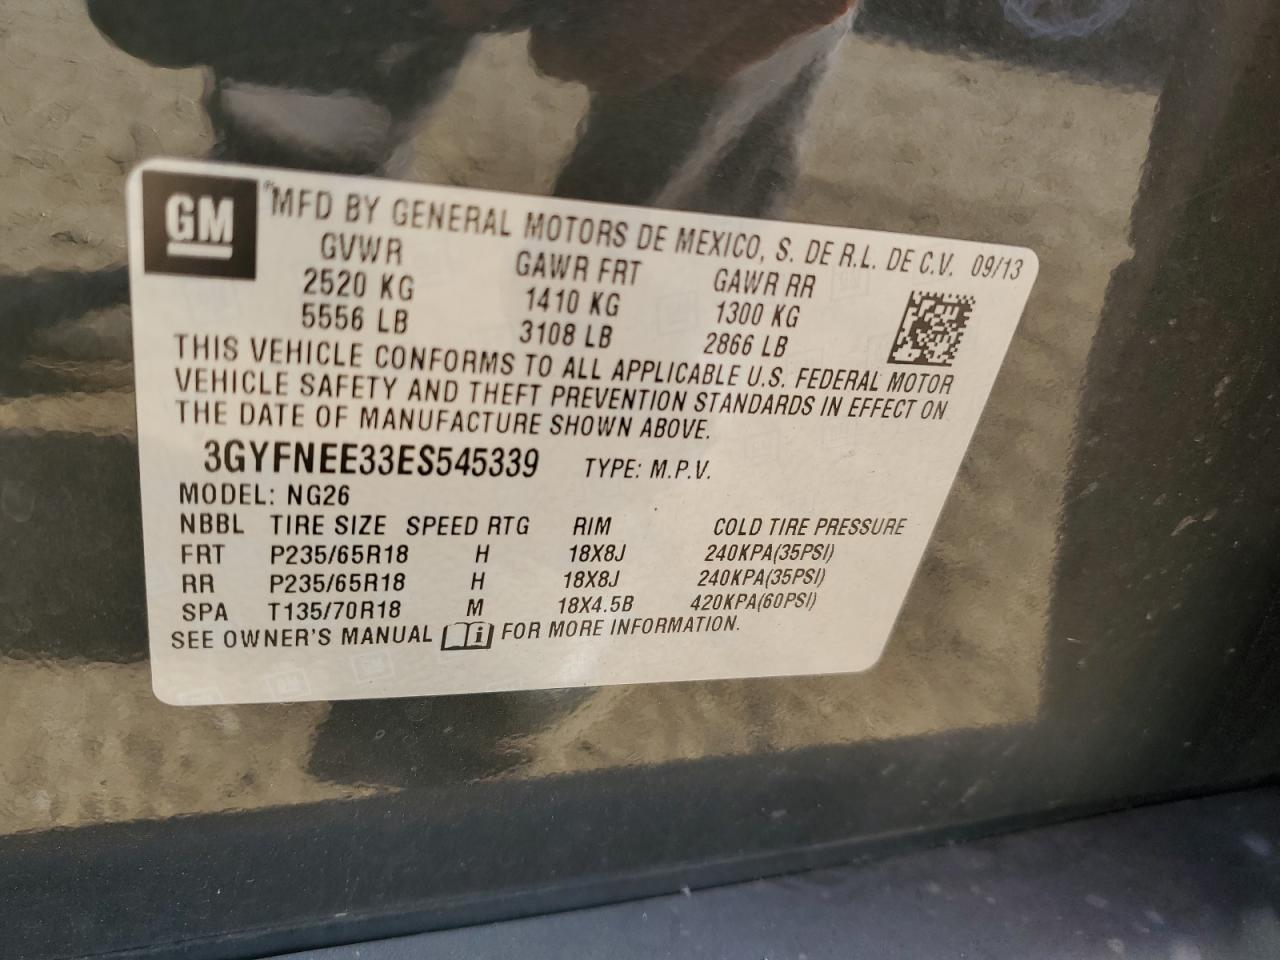 GM MFD BY GENERAL MOTORS DE MEXICO, S. DE R.L. DE C.V. 09/13
GVWR GAWR FRT GAWR RR
2520 KG 1410 KG 1300 KG
5556 LB 3108 LB 2866 LB
THIS VEHICLE CONFORMS TO ALL APPLICABLE U.S. FEDERAL MOTOR
VEHICLE SAFETY AND THEFT PREVENTION STANDARDS IN EFFECT ON
THE DATE OF MANUFACTURE SHOWN ABOVE.
3GYFNEE33ES545339 TYPE: M.P.V.
MODEL: NG26
NBBL TIRE SIZE SPEED RTG RIM COLD TIRE PRESSURE
FRT P235/65R18 H 18X8J 240KPA(35PSI)
RR P235/65R18 H 18X8J 240KPA(35PSI)
SPA T135/70R18 M 18X4.5B 420KPA(60PSI)
SEE OWNER'S MANUAL FOR MORE INFORMATION.